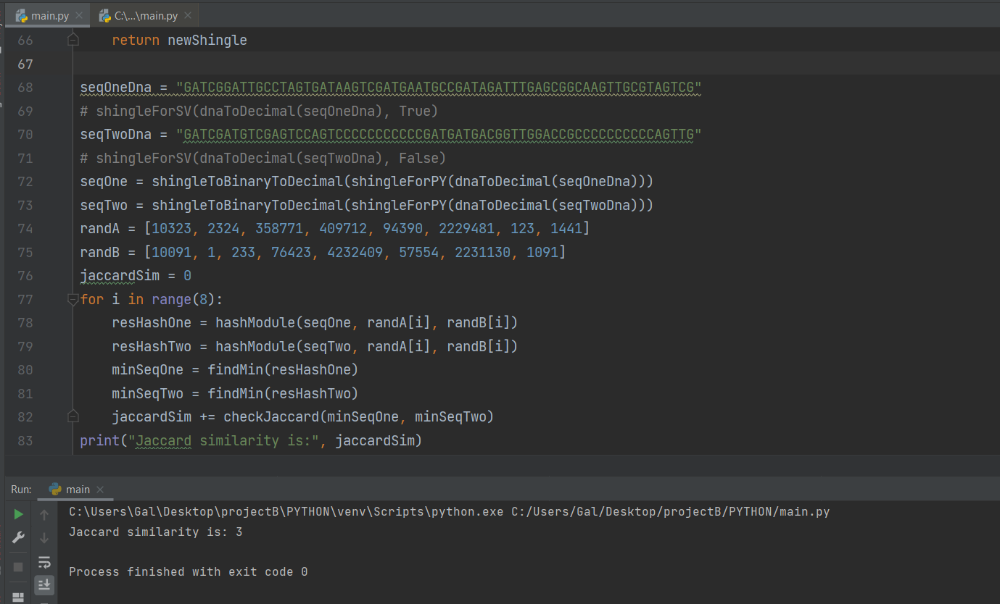 main.py C:\...\main.py
66 return newShingle
67
68 seqOneDna = "GATCGGATTGCCTAGTGATAAGTCGATGAATGCCGATAGATTTGAGCGGCAAGTTGCGTAGTCG"
69 # shingleForSV(dnaToDecimal(seqOneDna), True)
70 seqTwoDna = "GATCGATGTCGAGTCCAGTCCCCCCCCCCCGATGATGACGGTTGGACCGCCCCCCCCCCAGTTG"
71 # shingleForSV(dnaToDecimal(seqTwoDna), False)
72 seqOne = shingleToBinaryToDecimal(shingleForPY(dnaToDecimal(seqOneDna)))
73 seqTwo = shingleToBinaryToDecimal(shingleForPY(dnaToDecimal(seqTwoDna)))
74 randA = [10323, 2324, 358771, 409712, 94390, 2229481, 123, 1441]
75 randB = [10091, 1, 233, 76423, 4232409, 57554, 2231130, 1091]
76 jaccardSim = 0
77 for i in range(8):
78 resHashOne = hashModule(seqOne, randA[i], randB[i])
79 resHashTwo = hashModule(seqTwo, randA[i], randB[i])
80 minSeqOne = findMin(resHashOne)
81 minSeqTwo = findMin(resHashTwo)
82 jaccardSim += checkJaccard(minSeqOne, minSeqTwo)
83 print("Jaccard similarity is:", jaccardSim)
Run: main
C:\Users\Gal\Desktop\projectB\PYTHON\venv\Scripts\python.exe C:/Users/Gal/Desktop/projectB/PYTHON/main.py
Jaccard similarity is: 3
Process finished with exit code 0